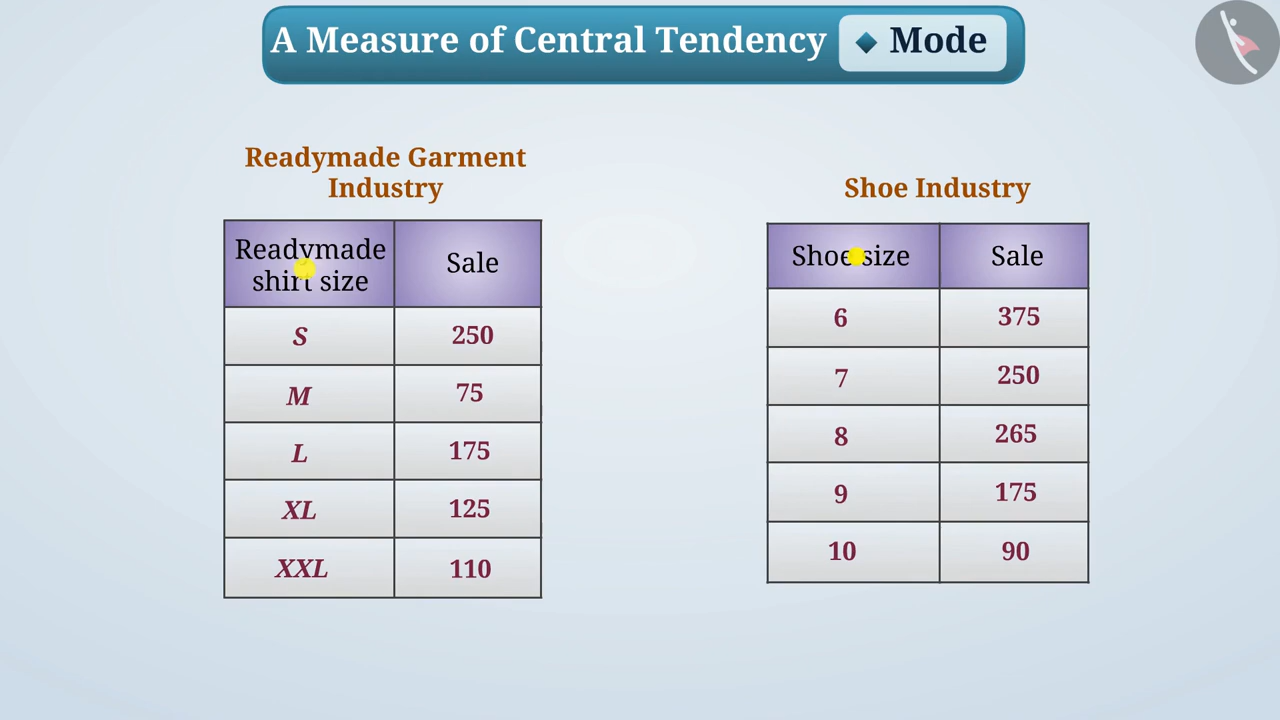 A Measure of Central Tendency ◆ Mode
Readymade Garment
Industry
Readymade
shirt size
Sale
S 250
M 75
L 175
XL 125
XXL 110
Shoe Industry
Shoe size Sale
6 375
7 250
8 265
9 175
10 90